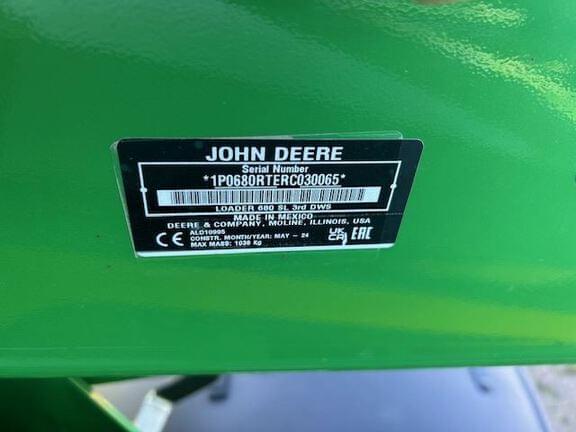 JOHN DEERE
Serial Number
*1P0680RTERC030065*
LOADER 680 SL 3rd DWS
MADE IN MEXICO
DEERE & COMPANY, MOLINE, ILLINOIS, USA
ALO10995
CE CONSTR. MONTH/YEAR: MAY - 24 UK CA EAC
MAX MASS: 1036 Kg